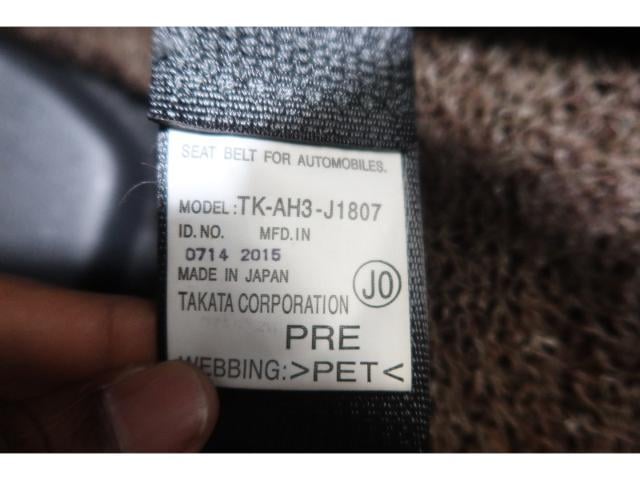 SEAT BELT FOR AUTOMOBILES.
MODEL:TK-AH3-J1807
ID.NO. MFD.IN
0714 2015
MADE IN JAPAN
TAKATA CORPORATION JO
PRE
WEBBING:>PET<